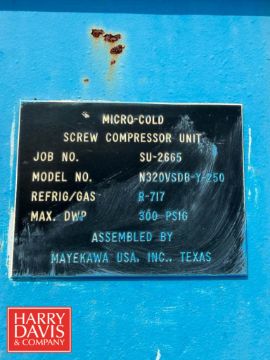 MICRO-COLD
SCREW COMPRESSOR UNIT
JOB NO. SU-2665
MODEL NO. N320VSDB-Y-250
REFRIG/GAS R-717
MAX. DWP 300 PSIG
ASSEMBLED BY
MAYEKAWA USA, INC., TEXAS
HARRY
DAVIS
& COMPANY